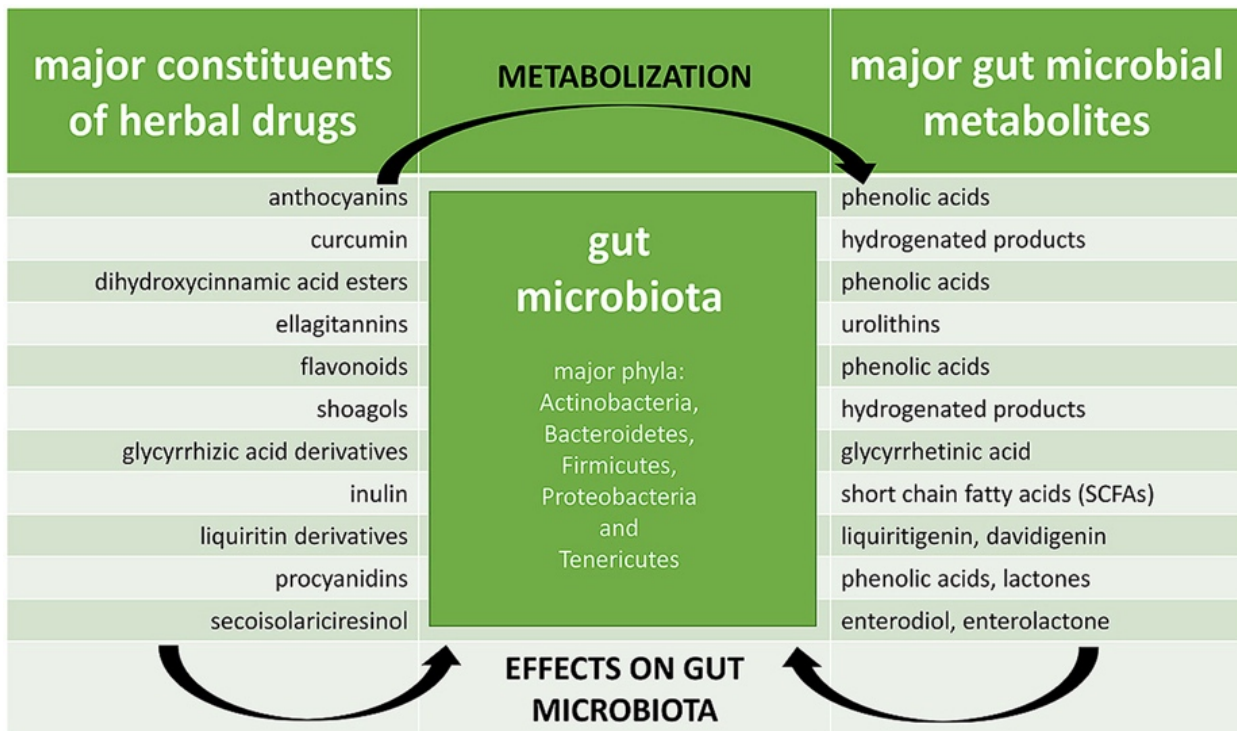 major constituents
of herbal drugs
METABOLIZATION
major gut microbial
metabolites
anthocyanins
phenolic acids
curcumin
hydrogenated products
dihydroxycinnamic acid esters
phenolic acids
ellagitannins
urolithins
flavonoids
phenolic acids
shoagols
hydrogenated products
glycyrrhizic acid derivatives
glycyrrhetinic acid
inulin
short chain fatty acids (SCFAs)
liquiritin derivatives
liquiritigenin, davidigenin
procyanidins
phenolic acids, lactones
secoisolariciresinol
enterodiol, enterolactone
gut
microbiota
major phyla:
Actinobacteria,
Bacteroidetes,
Firmicutes,
Proteobacteria
and
Tenericutes
EFFECTS ON GUT
MICROBIOTA